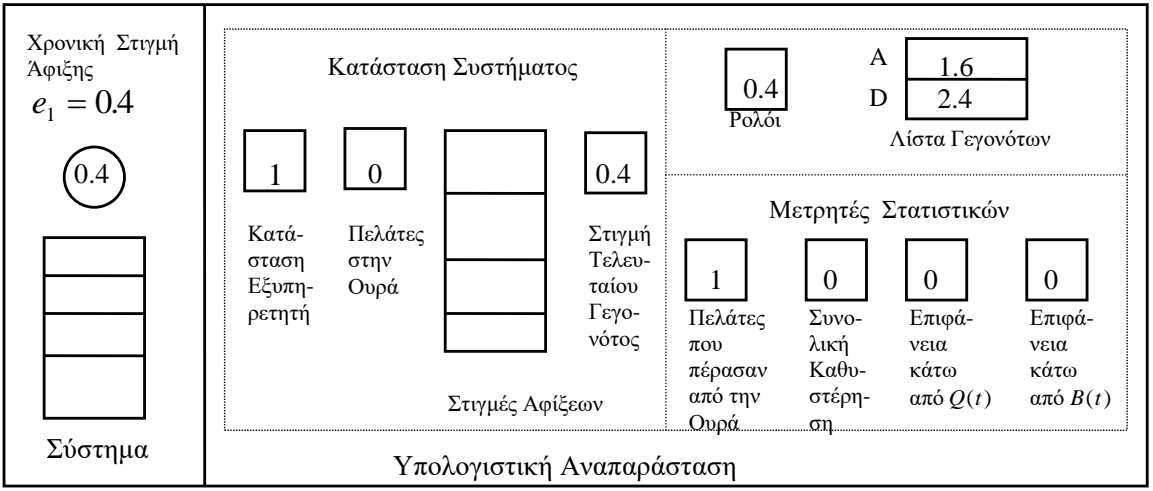 Χρονική Στιγμή
Άφιξης
e₁ = 0.4
0.4
Σύστημα
Κατάσταση Συστήματος
1
0
0.4
Κατά-
σταση
Εξυπη-
ρετητή
Πελάτες
στην
Ουρά
Στιγμές Αφίξεων
Στιγμή
Τελευ-
ταίου
Γεγο-
νότος
0.4
Ρολόι
A
1.6
D
2.4
Λίστα Γεγονότων
Μετρητές Στατιστικών
1
0
0
0
Πελάτες
που
πέρασαν
από την
Ουρά
Συνο-
λική
Καθυ-
στέρη-
ση
Επιφά-
νεια
κάτω
από Q(t)
Επιφά-
νεια
κάτω
από B(t)
Υπολογιστική Αναπαράσταση